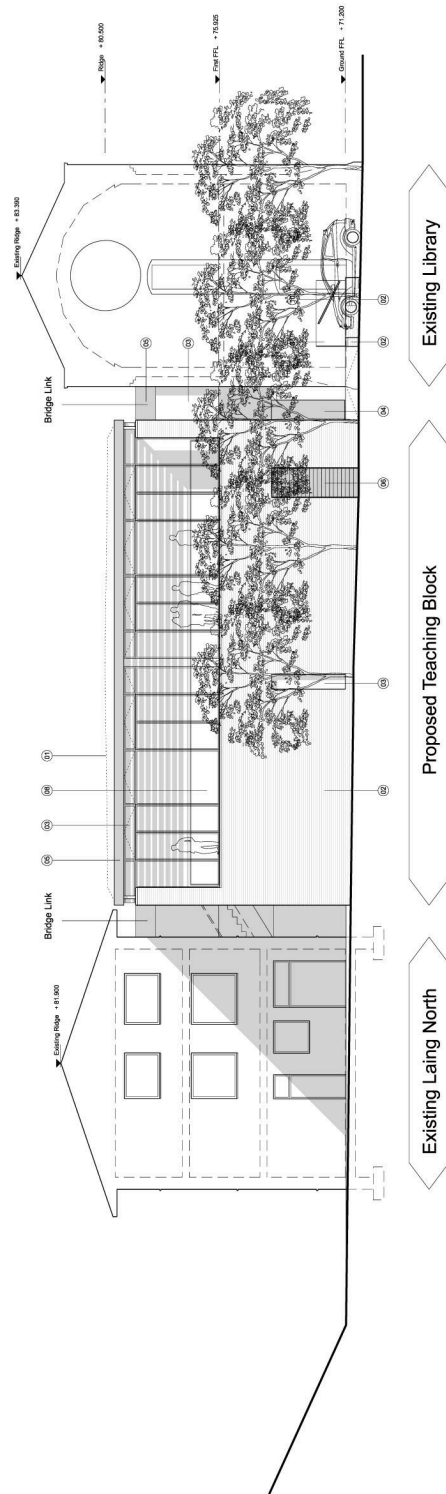 Existing Ridge + 83.390
Existing Ridge + 81.900
Bridge Link
05
03
08
01
Bridge Link
Ridge + 80.500
05
03
First FFL + 75.925
Ground FFL + 71.200
02
03
06
04
02
02
Existing Laing North
Proposed Teaching Block
Existing Library